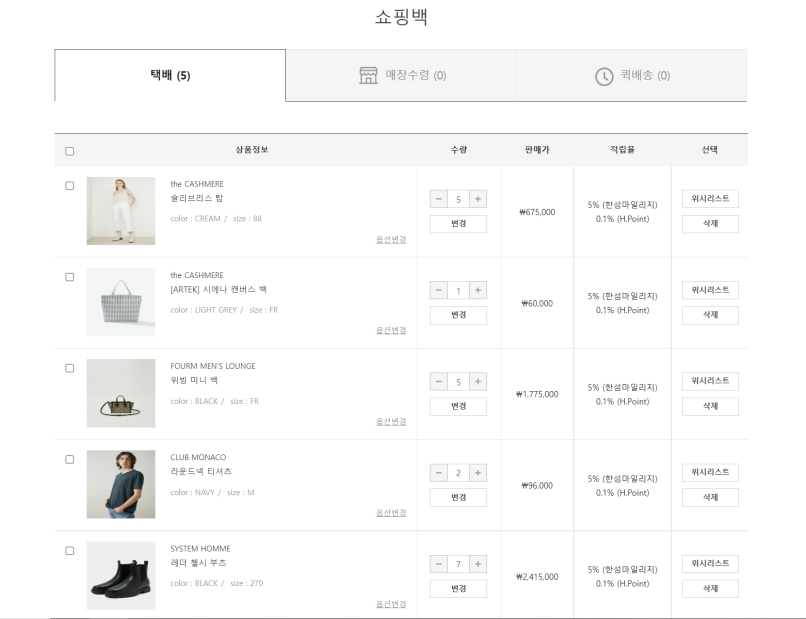 쇼핑백
택배 (5)
매장수령 (0)
퀵배송 (0)
상품정보
수량
판매가
적립율
선택
the CASHMERE
슬리브리스 탑
color : CREAM / size : 88
옵션변경
− 5 +
변경
₩675,000
5% (한섬마일리지)
0.1% (H.Point)
위시리스트
삭제
the CASHMERE
[ARTEK] 시에나 캔버스 백
color : LIGHT GREY / size : FR
옵션변경
− 1 +
변경
₩60,000
5% (한섬마일리지)
0.1% (H.Point)
위시리스트
삭제
FOURM MEN'S LOUNGE
위빙 미니 백
color : BLACK / size : FR
옵션변경
− 5 +
변경
₩1,775,000
5% (한섬마일리지)
0.1% (H.Point)
위시리스트
삭제
CLUB MONACO
라운드넥 티셔츠
color : NAVY / size : M
옵션변경
− 2 +
변경
₩96,000
5% (한섬마일리지)
0.1% (H.Point)
위시리스트
삭제
SYSTEM HOMME
레더 첼시 부츠
color : BLACK / size : 270
옵션변경
− 7 +
변경
₩2,415,000
5% (한섬마일리지)
0.1% (H.Point)
위시리스트
삭제